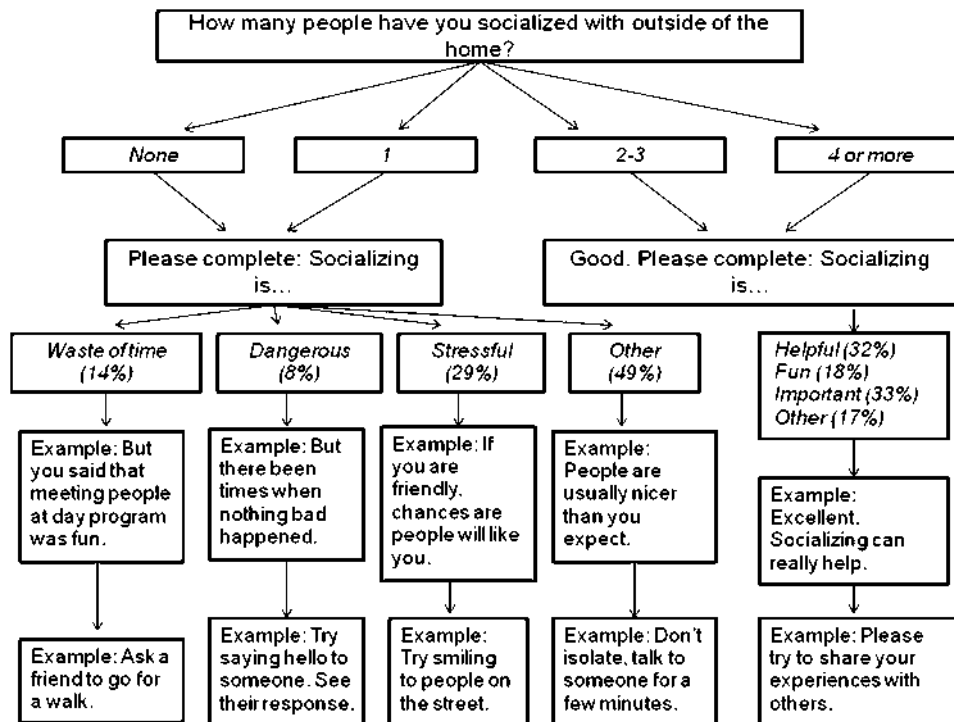 How many people have you socialized with outside of the
home?
None
1
2-3
4 or more
Please complete: Socializing
is...
Good. Please complete: Socializing
is...
Waste of time
(14%)
Dangerous
(8%)
Stressful
(29%)
Other
(49%)
Helpful (32%)
Fun (18%)
Important (33%)
Other (17%)
Example: But
you said that
meeting people
at day program
was fun.
Example: But
there been
times when
nothing bad
happened.
Example: If
you are
friendly,
chances are
people will like
you.
Example:
People are
usually nicer
than you
expect.
Example:
Excellent.
Socializing can
really help.
Example: Ask a
friend to go for
a walk.
Example: Try
saying hello to
someone. See
their response.
Example:
Try smiling
to people on
the street.
Example: Don't
isolate, talk to
someone for a
few minutes.
Example: Please
try to share your
experiences with
others.